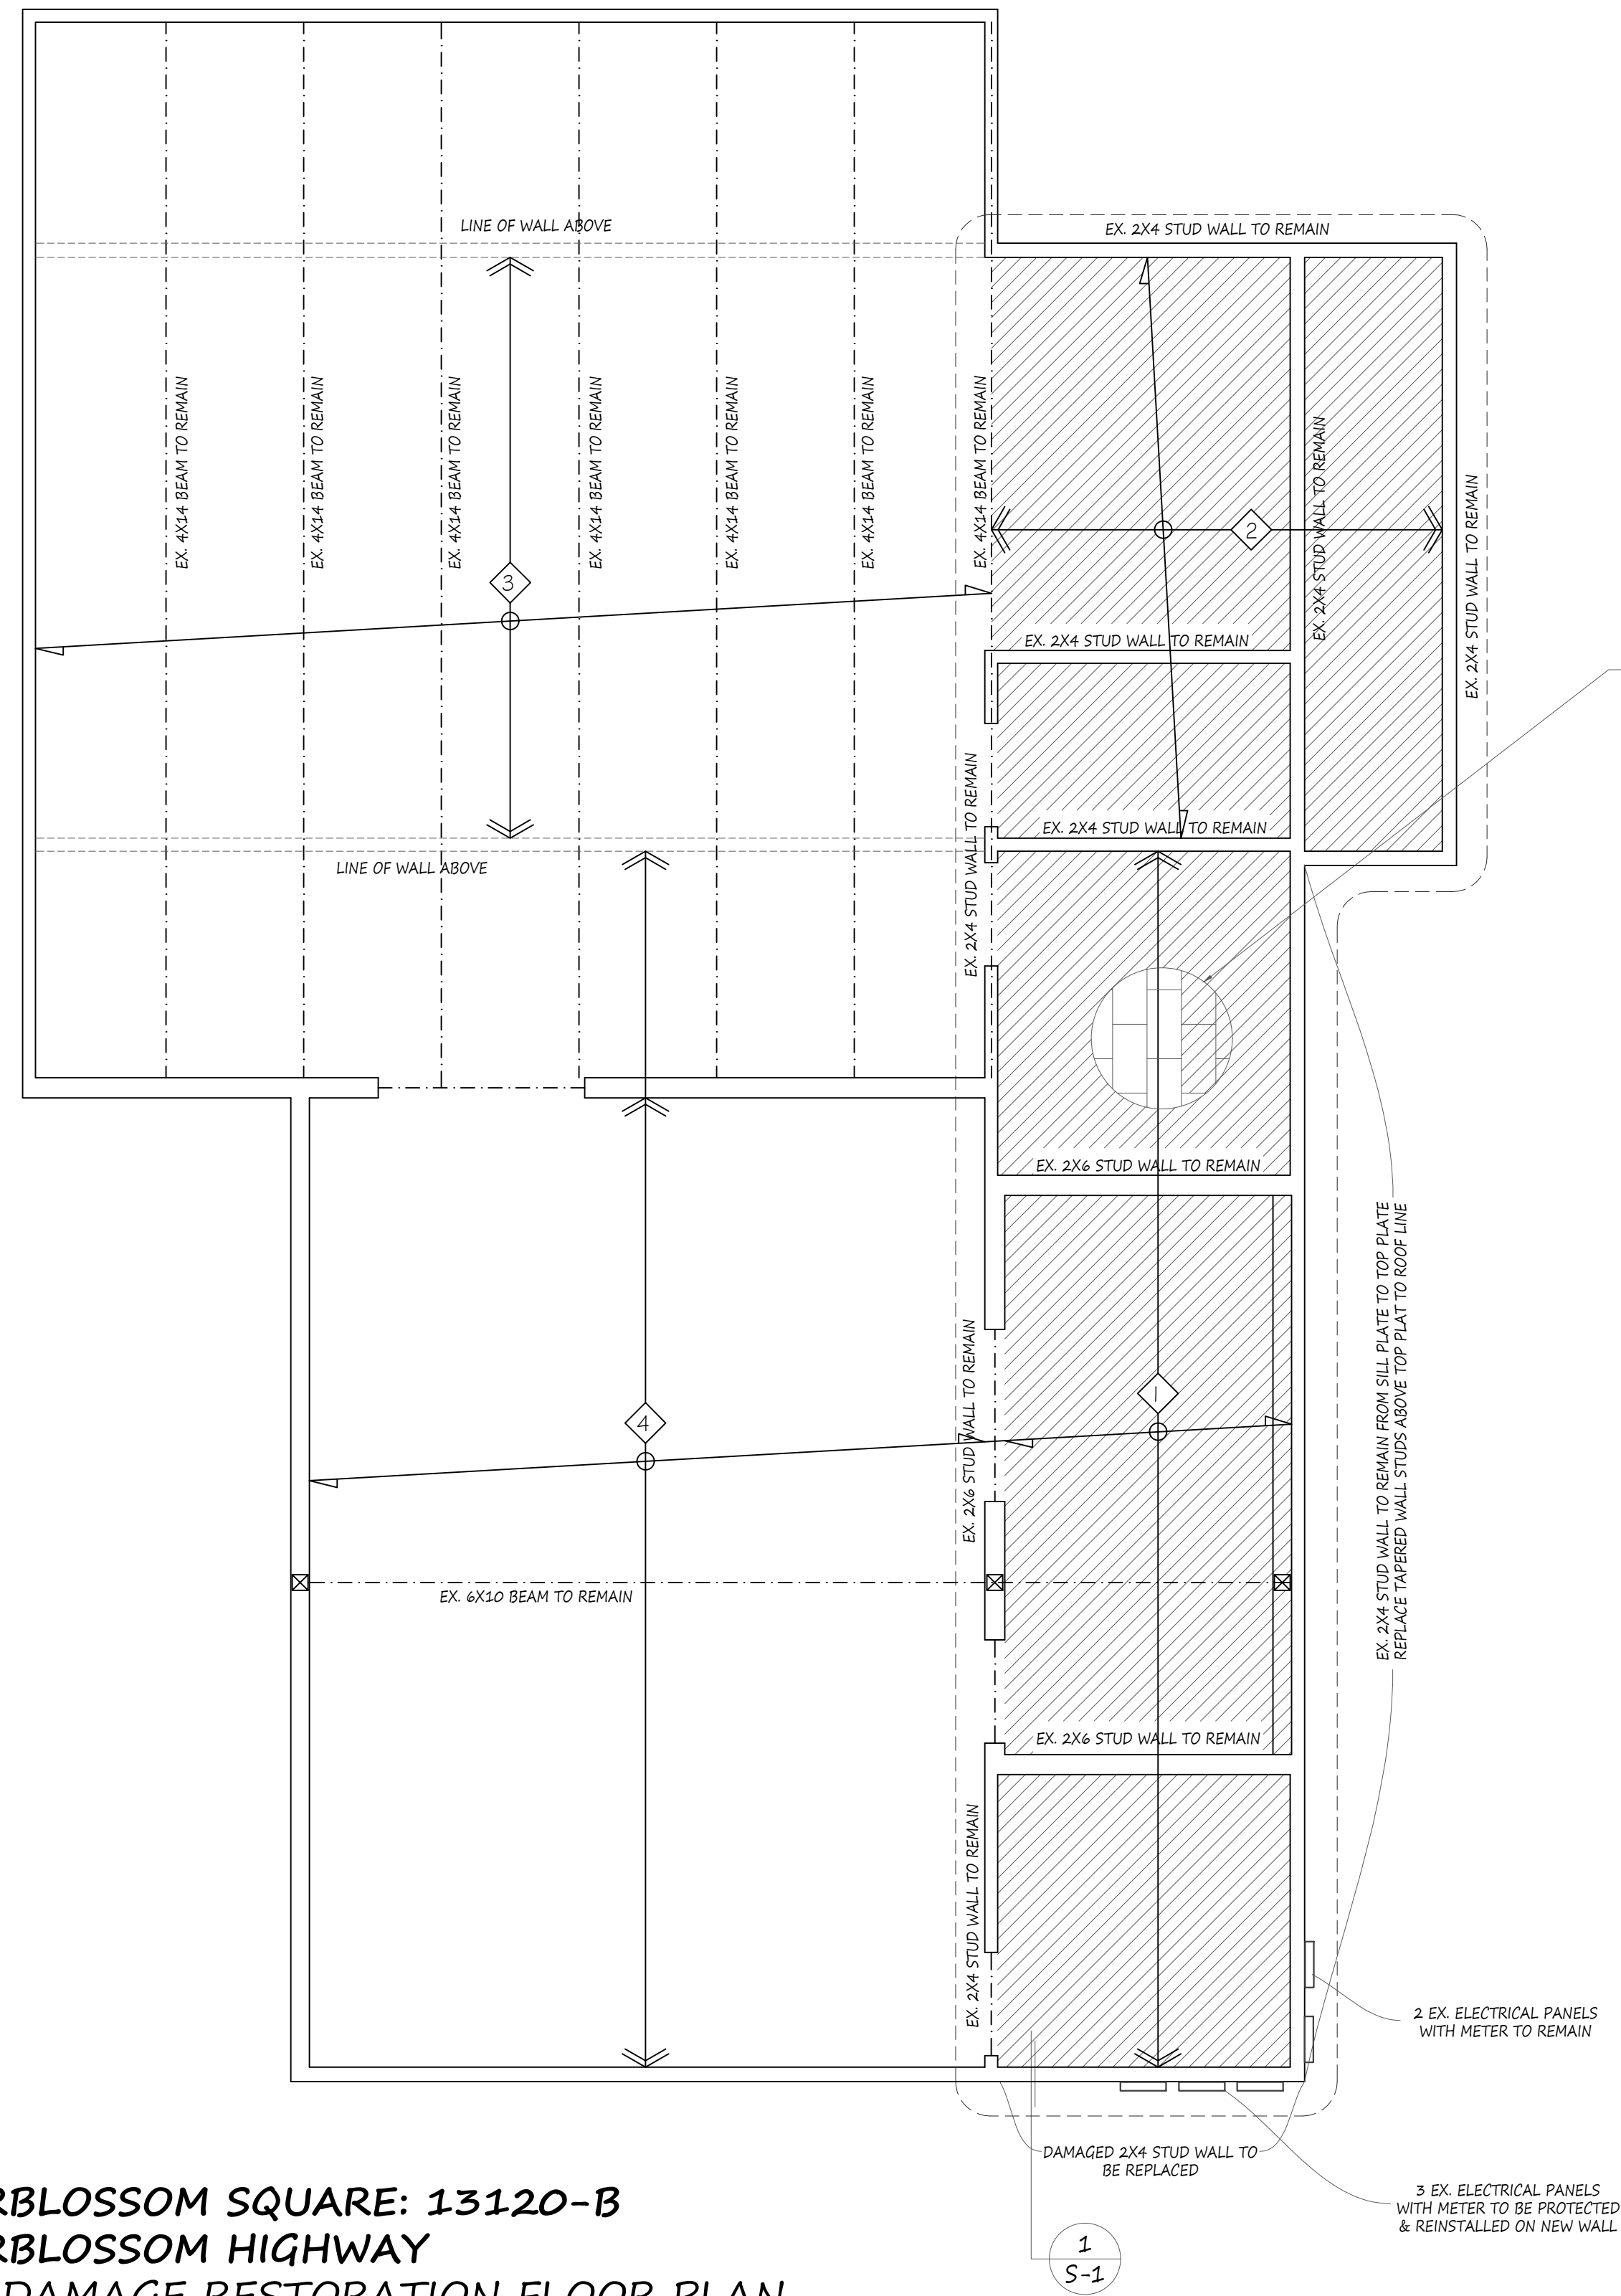 LINE OF WALL ABOVE
EX. 2X4 STUD WALL TO REMAIN
EX. 4X14 BEAM TO REMAIN
EX. 4X14 BEAM TO REMAIN
EX. 4X14 BEAM TO REMAIN
EX. 4X14 BEAM TO REMAIN
EX. 4X14 BEAM TO REMAIN
EX. 4X14 BEAM TO REMAIN
EX. 4X14 BEAM TO REMAIN
EX. 2X4 STUD WALL TO REMAIN
EX. 2X4 STUD WALL TO REMAIN
2
3
EX. 2X4 STUD WALL TO REMAIN
EX. 2X4 STUD WALL TO REMAIN
EX. 2X4 STUD WALL TO REMAIN
LINE OF WALL ABOVE
EX. 2X6 STUD WALL TO REMAIN
EX. 2X4 STUD WALL TO REMAIN FROM SILL PLATE TO TOP PLATE
REPLACE TAPERED WALL STUDS ABOVE TOP PLAT TO ROOF LINE
EX. 2X6 STUD WALL TO REMAIN
1
4
EX. 6X10 BEAM TO REMAIN
EX. 2X6 STUD WALL TO REMAIN
EX. 2X4 STUD WALL TO REMAIN
2 EX. ELECTRICAL PANELS
WITH METER TO REMAIN
DAMAGED 2X4 STUD WALL TO
BE REPLACED
3 EX. ELECTRICAL PANELS
WITH METER TO BE PROTECTED
& REINSTALLED ON NEW WALL
1
S-1
RBLOSSOM SQUARE: 13120-B
RBLOSSOM HIGHWAY
DAMAGE RESTORATION FLOOR PLAN